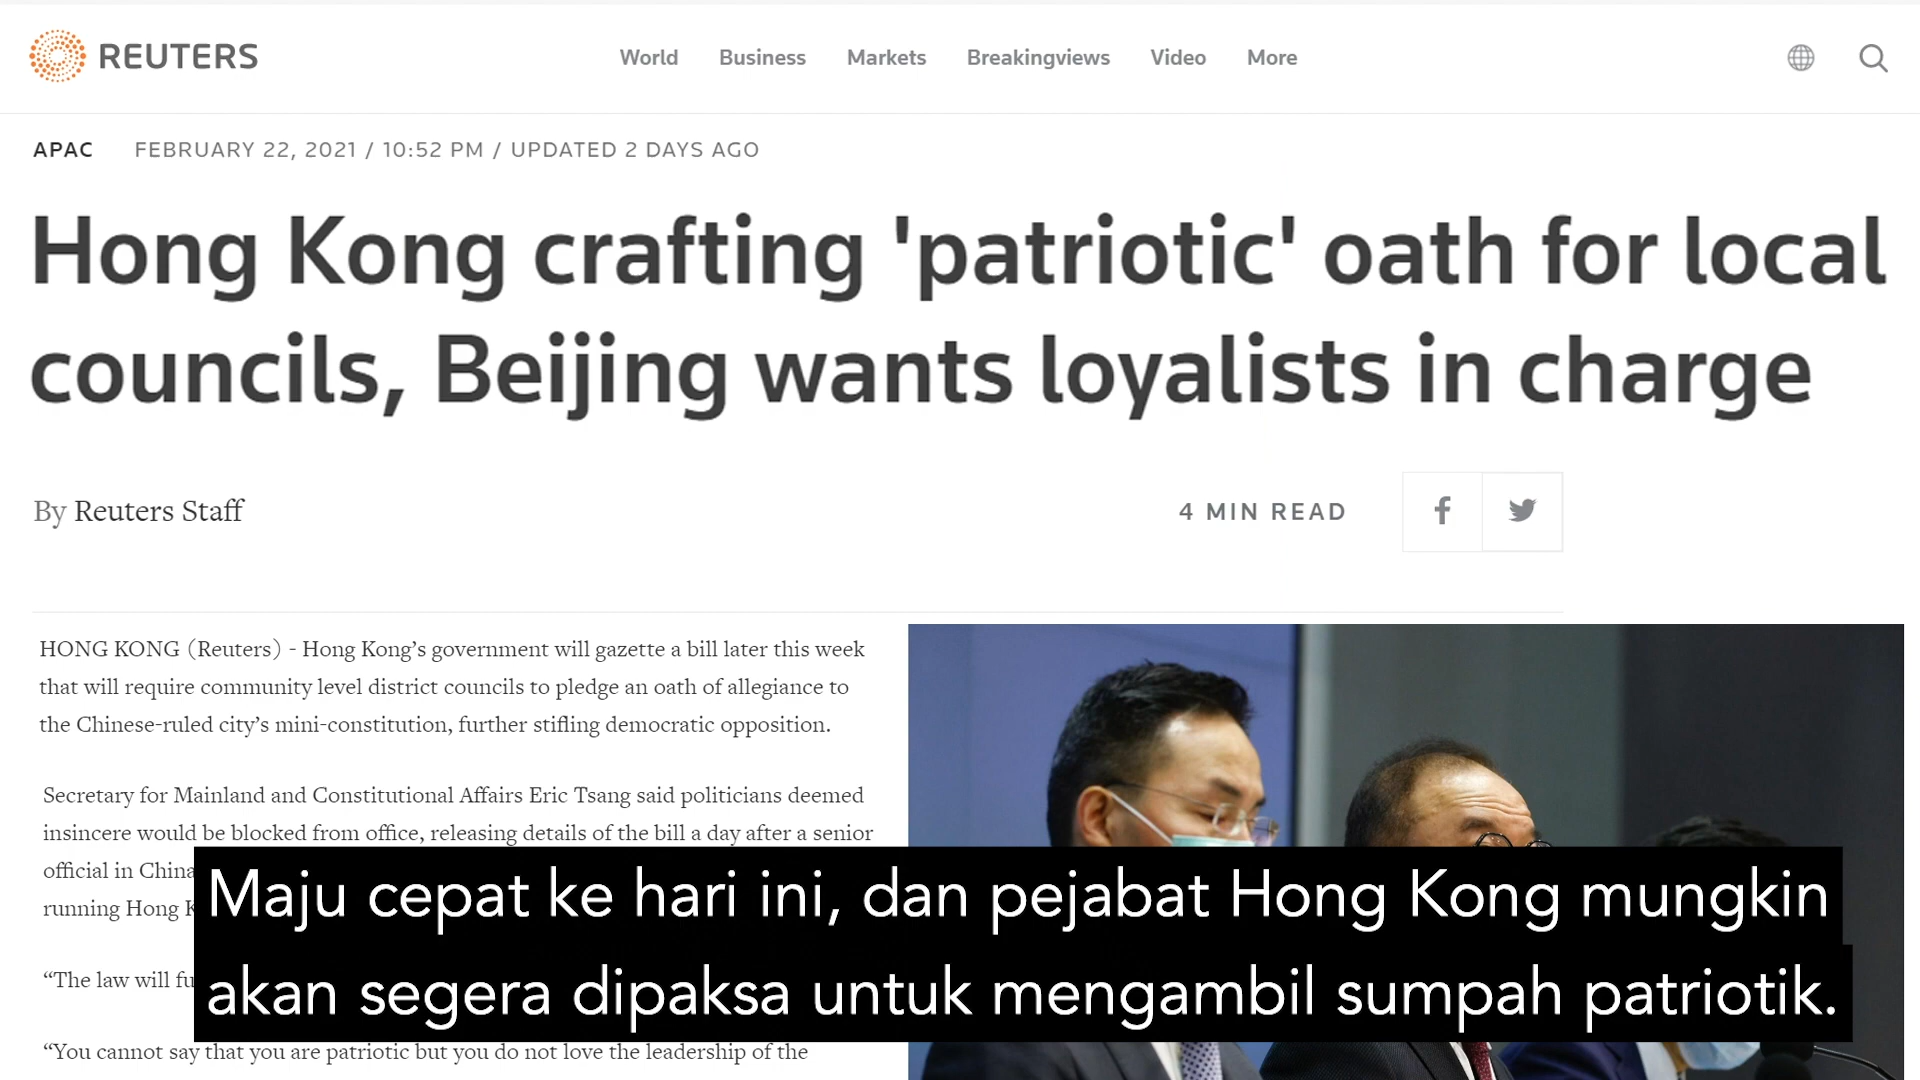 REUTERS
World Business Markets Breakingviews Video More
APAC FEBRUARY 22, 2021 / 10:52 PM / UPDATED 2 DAYS AGO
Hong Kong crafting 'patriotic' oath for local
councils, Beijing wants loyalists in charge
By Reuters Staff
4 MIN READ
HONG KONG (Reuters) - Hong Kong’s government will gazette a bill later this week
that will require community level district councils to pledge an oath of allegiance to
the Chinese-ruled city’s mini-constitution, further stifling democratic opposition.
Secretary for Mainland and Constitutional Affairs Eric Tsang said politicians deemed
insincere would be blocked from office, releasing details of the bill a day after a senior
official in China
running Hong
“The law will
“You cannot say that you are patriotic but you do not love the leadership of the
Maju cepat ke hari ini, dan pejabat Hong Kong mungkin
akan segera dipaksa untuk mengambil sumpah patriotik.